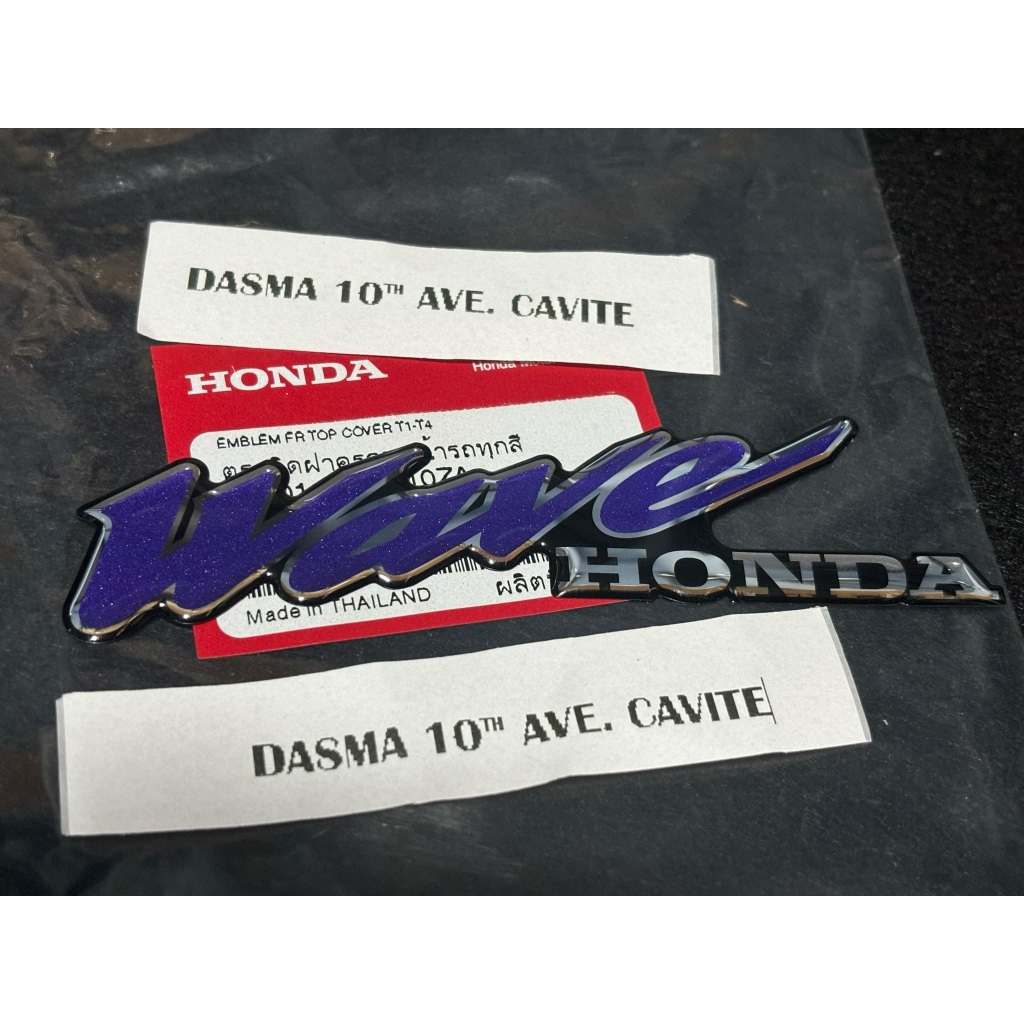 DASMA 10TH AVE. CAVITE
HONDA
Honda
EMBLEM FR TOP COVER T1-T4
Wave
HONDA
Made in THAILAND
DASMA 10TH AVE. CAVITE